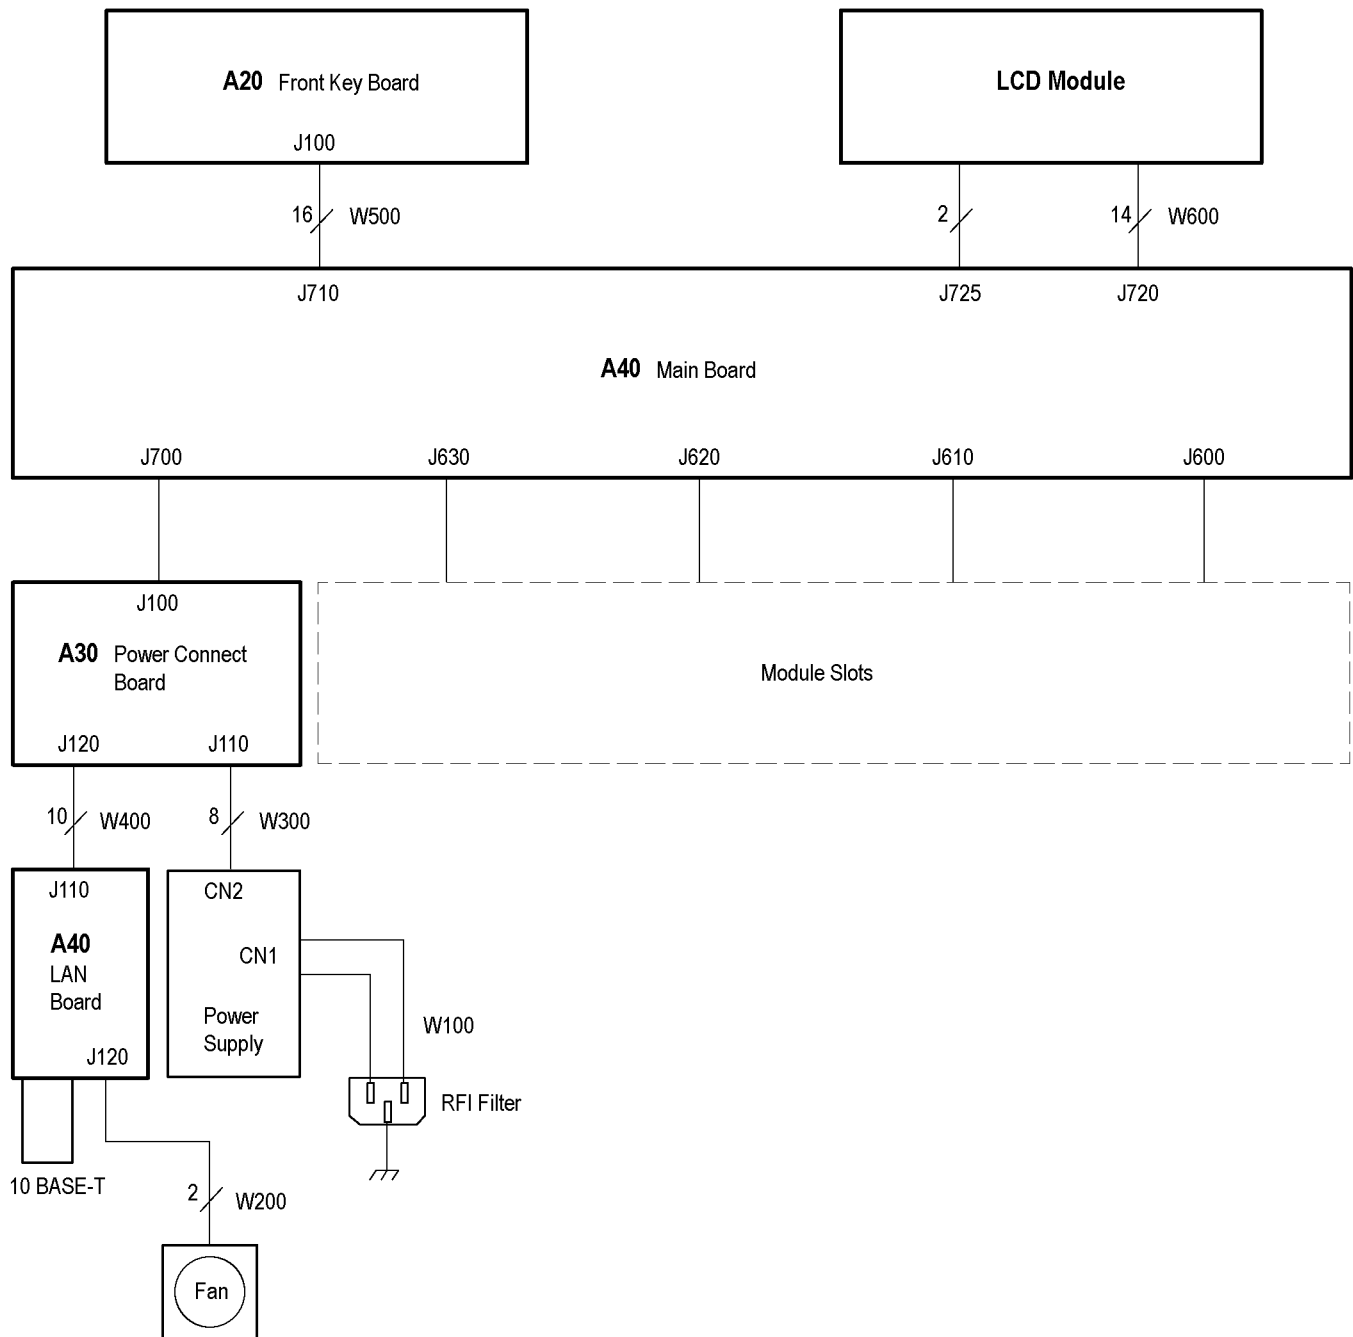 A20 Front Key Board
J100
LCD Module
16 W500
2
14 W600
J710
J725
J720
A40 Main Board
J700
J630
J620
J610
J600
J100
A30 Power Connect
Board
J120
J110
Module Slots
10 W400
8 W300
J110
A40
LAN
Board
J120
CN2
CN1
Power
Supply
W100
RFI Filter
10 BASE-T
2 W200
Fan